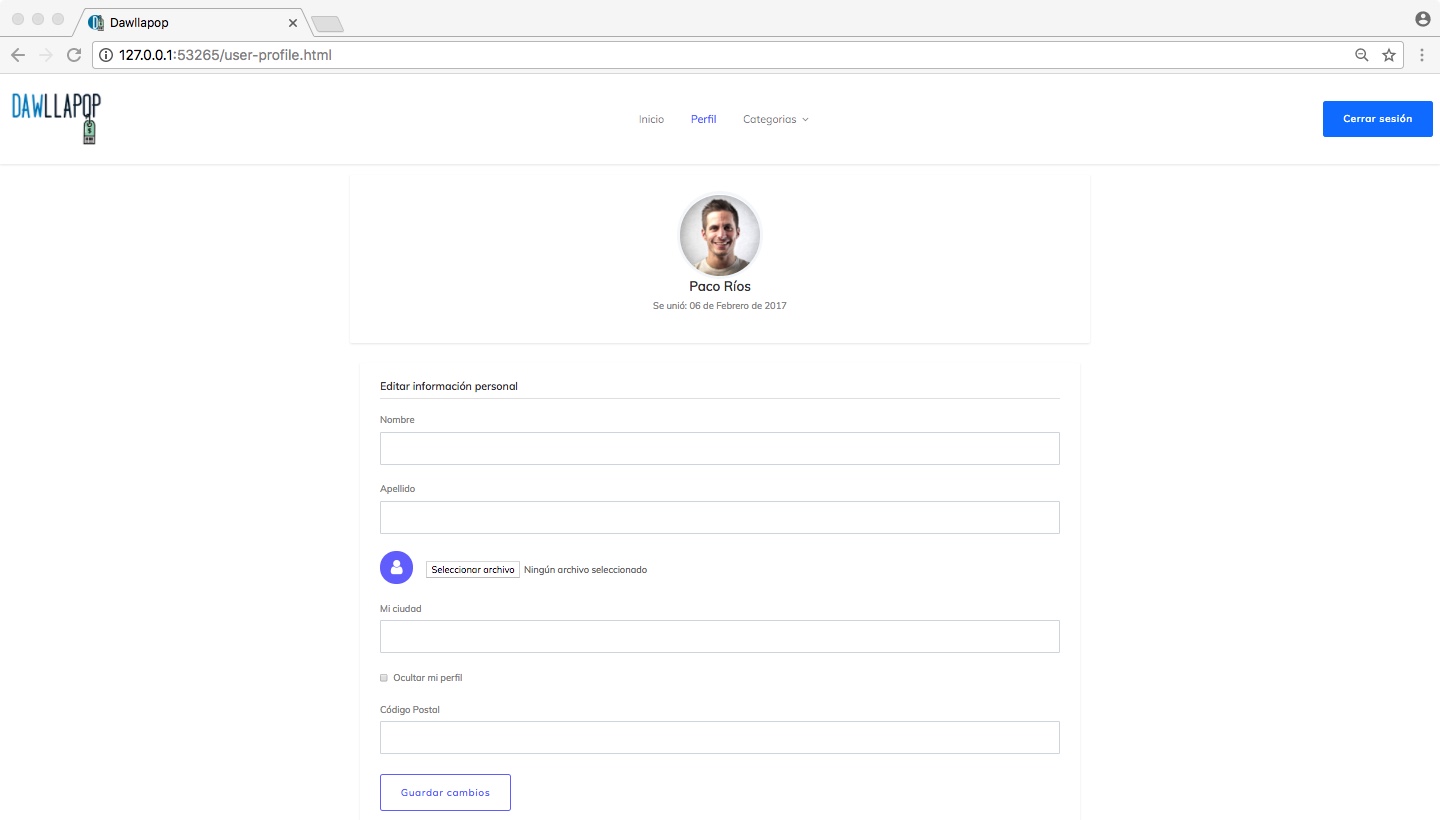 Dawllapop
127.0.0.1:53265/user-profile.html
DAWLLAPOP
$
Inicio
Perfil
Categorias
Cerrar sesión
Paco Ríos
Se unió: 06 de Febrero de 2017
Editar información personal
Nombre
Apellido
Seleccionar archivo Ningún archivo seleccionado
Mi ciudad
Ocultar mi perfil
Código Postal
Guardar cambios